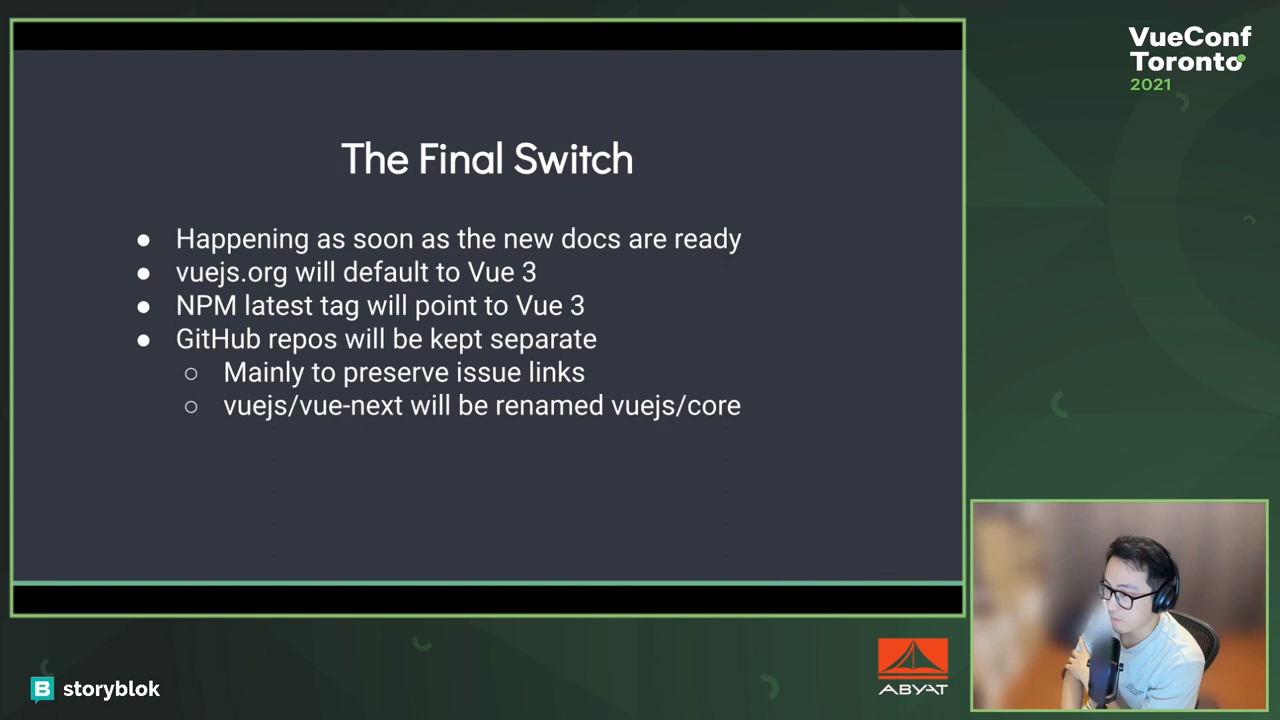 VueConf
Toronto
2021
The Final Switch
● Happening as soon as the new docs are ready
● vuejs.org will default to Vue 3
● NPM latest tag will point to Vue 3
● GitHub repos will be kept separate
○ Mainly to preserve issue links
○ vuejs/vue-next will be renamed vuejs/core
B storyblok
ABYAT